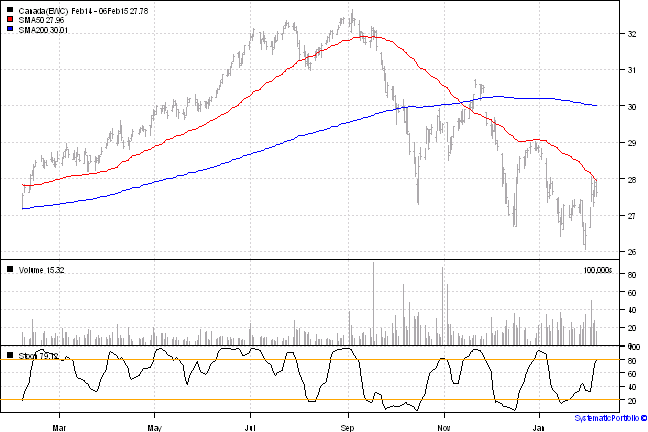 Canada(EWC) Feb14 - 06Feb15 27.78
SMA50 27.96
SMA200 30.01
32
31
30
29
28
27
26
Volume 15.32
100,000s
80
60
40
20
0
Stoch 79.12
100
80
60
40
20
Mar May Jul Sep Nov Jan
SystematicPortfolio ©